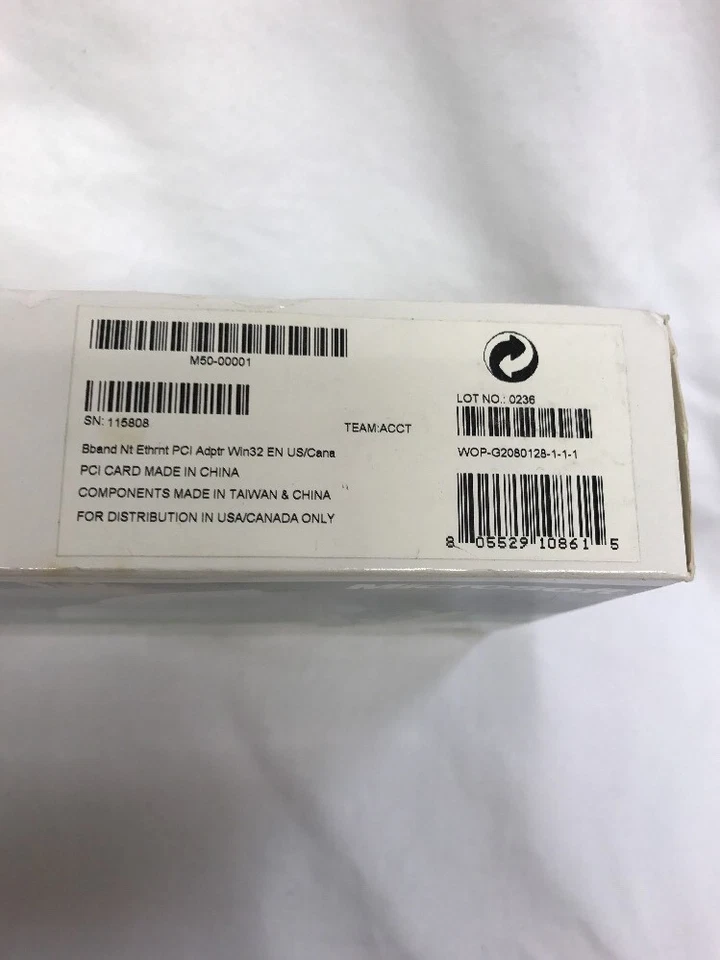 M50-00001
SN: 115808
TEAM:ACCT
Bband Nt Ethrnt PCI Adptr Win32 EN US/Cana
PCI CARD MADE IN CHINA
COMPONENTS MADE IN TAIWAN & CHINA
FOR DISTRIBUTION IN USA/CANADA ONLY
LOT NO.: 0236
WOP-G2080128-1-1-1
8 05529 10861 5